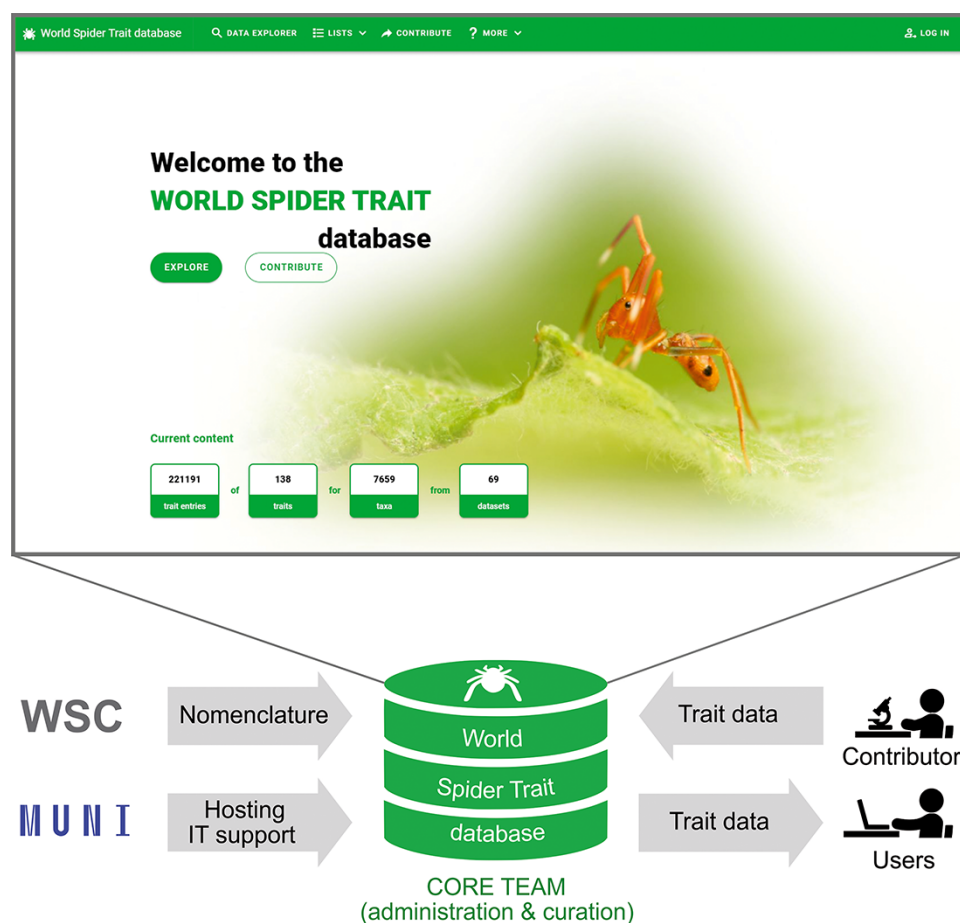 World Spider Trait database DATA EXPLORER LISTS CONTRIBUTE ? MORE LOG IN
Welcome to the
WORLD SPIDER TRAIT
database
EXPLORE CONTRIBUTE
Current content
221191 of 138 for 7659 from 69
trait entries traits taxa datasets
WSC
Nomenclature
World
Spider Trait
database
Trait data
Contributor
MUNI
Hosting
IT support
Trait data
Users
CORE TEAM
(administration & curation)